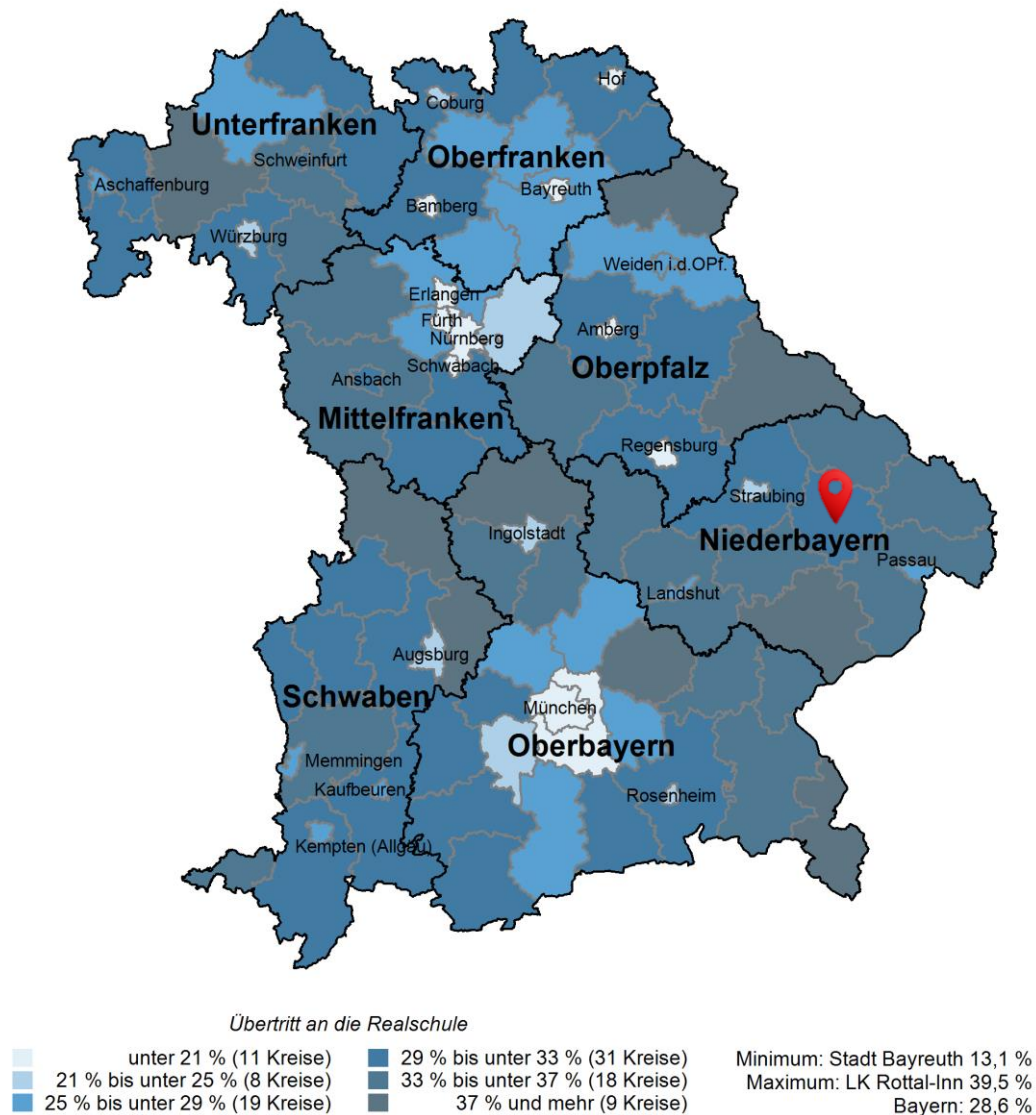 Hof
Coburg
Unterfranken
Schweinfurt
Oberfranken
Aschaffenburg
Bayreuth
Bamberg
Würzburg
Weiden i.d.OPf.
Erlangen
Fürth
Nürnberg
Amberg
Schwabach
Oberpfalz
Ansbach
Mittelfranken
Regensburg
Straubing
Ingolstadt
Niederbayern
Passau
Landshut
Augsburg
Schwaben
München
Oberbayern
Memmingen
Kaufbeuren
Rosenheim
Kempten (Allgäu)
Übertritt an die Realschule
unter 21 % (11 Kreise)
21 % bis unter 25 % (8 Kreise)
25 % bis unter 29 % (19 Kreise)
29 % bis unter 33 % (31 Kreise)
33 % bis unter 37 % (18 Kreise)
37 % und mehr (9 Kreise)
Minimum: Stadt Bayreuth 13,1 %
Maximum: LK Rottal-Inn 39,5 %
Bayern: 28,6 %